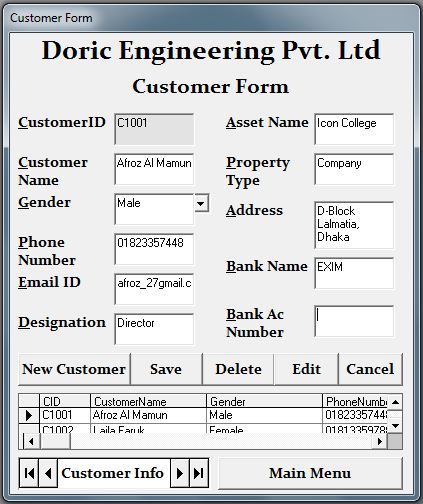 Customer Form
Doric Engineering Pvt. Ltd
Customer Form
CustomerID C1001
Asset Name Icon College
Customer Name Afroz Al Mamun
Property Type Company
Gender Male
Address D-Block
Lalmatia,
Dhaka
Phone Number 01823357448
Email ID afroz_27gmail.c
Bank Name EXIM
Designation Director
Bank Ac Number
New Customer Save Delete Edit Cancel
CID CustomerName Gender PhoneNumb
C1001 Afroz Al Mamun Male 0182335744
C1002 Laila Faruk Female
Customer Info Main Menu